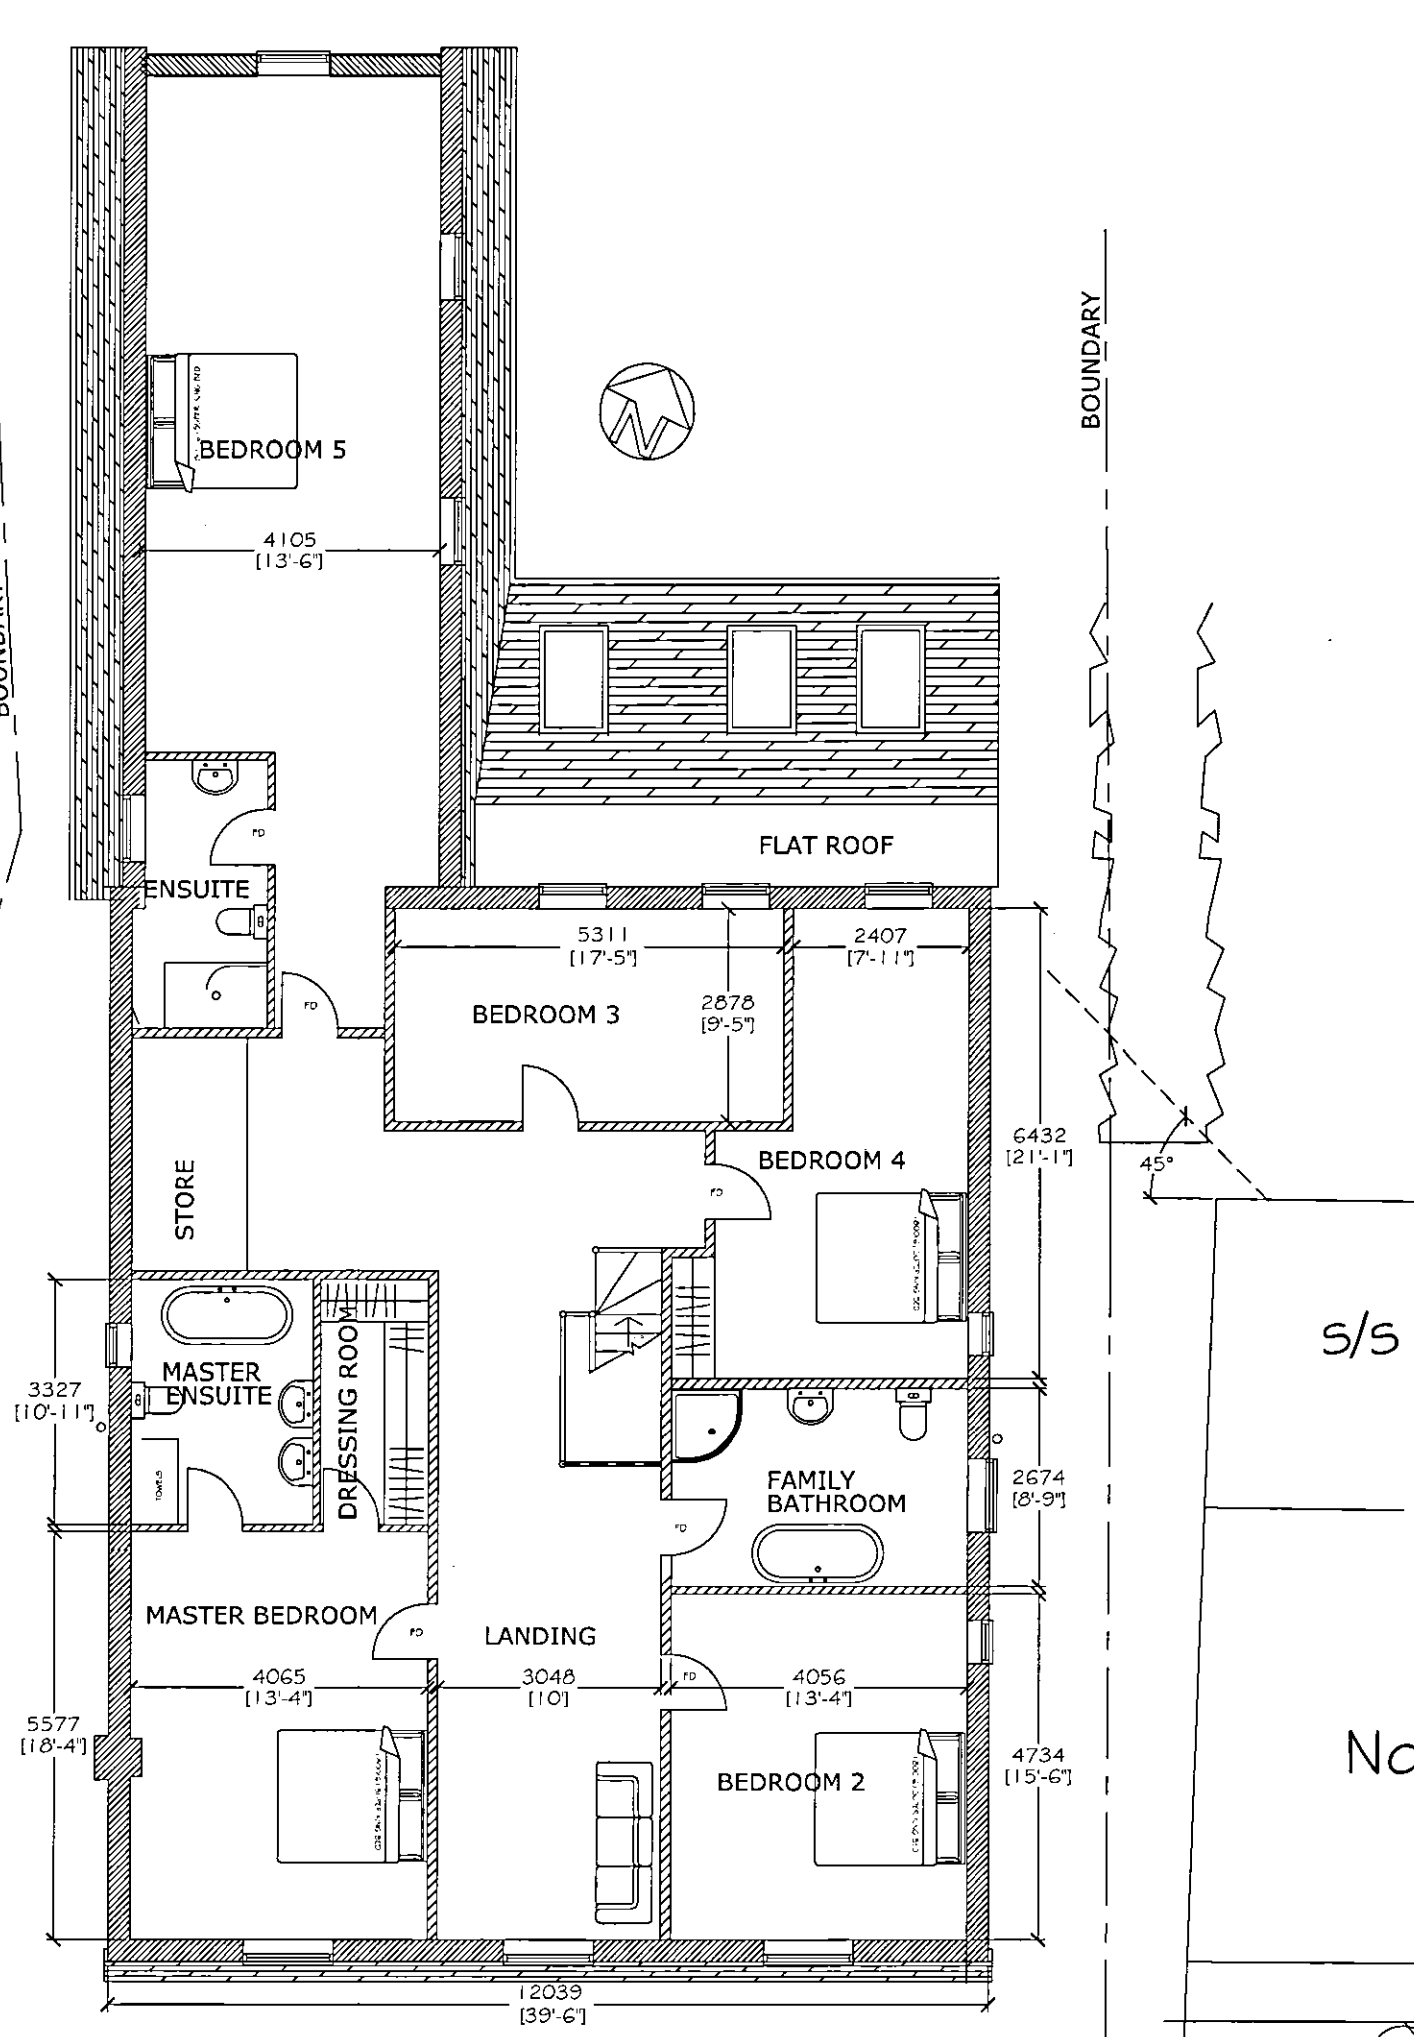 BOUNDARY
BEDROOM 5
4105
[13'-6"]
N
FLAT ROOF
FD
ENSUITE
5311
[17'-5"]
2407
[7'-11"]
FD
BEDROOM 3
2878
[9'-5"]
6432
[21'-1"]
BEDROOM 4
45°
FD
STORE
S/S
3327
[10'-11"]
MASTER
ENSUITE
DRESSING ROOM
TOWELS
FAMILY
BATHROOM
2674
[8'-9"]
FD
MASTER BEDROOM
FD
LANDING
4065
[13'-4"]
3048
[10']
FD
4056
[13'-4"]
5577
[18'-4"]
4734
[15'-6"]
No
BEDROOM 2
12039
[39'-6"]